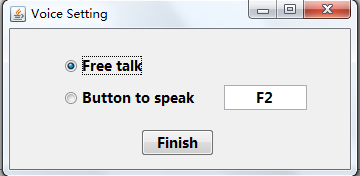 Voice Setting
Free talk
Button to speak F2
Finish